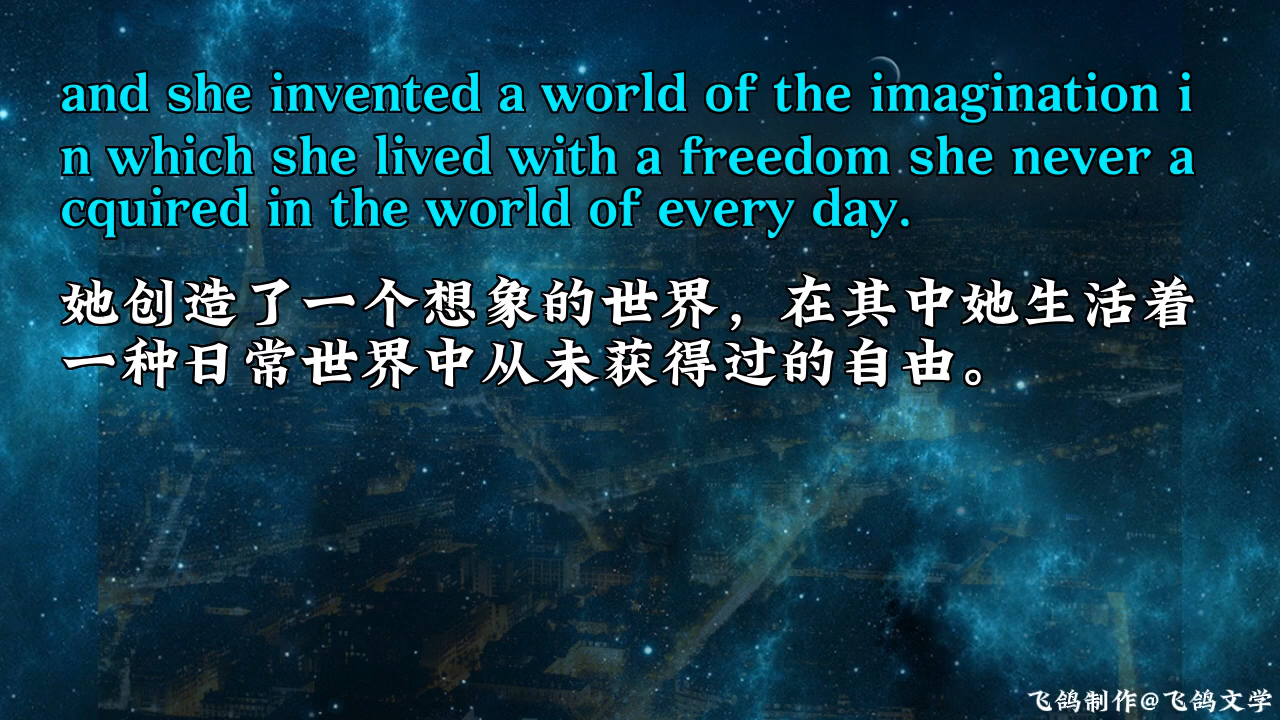 and she invented a world of the imagination i
n which she lived with a freedom she never a
cquired in the world of every day.
她创造了一个想象的世界，在其中她生活着
一种日常世界中从未获得过的自由。
飞鸽制作@飞鸽文学